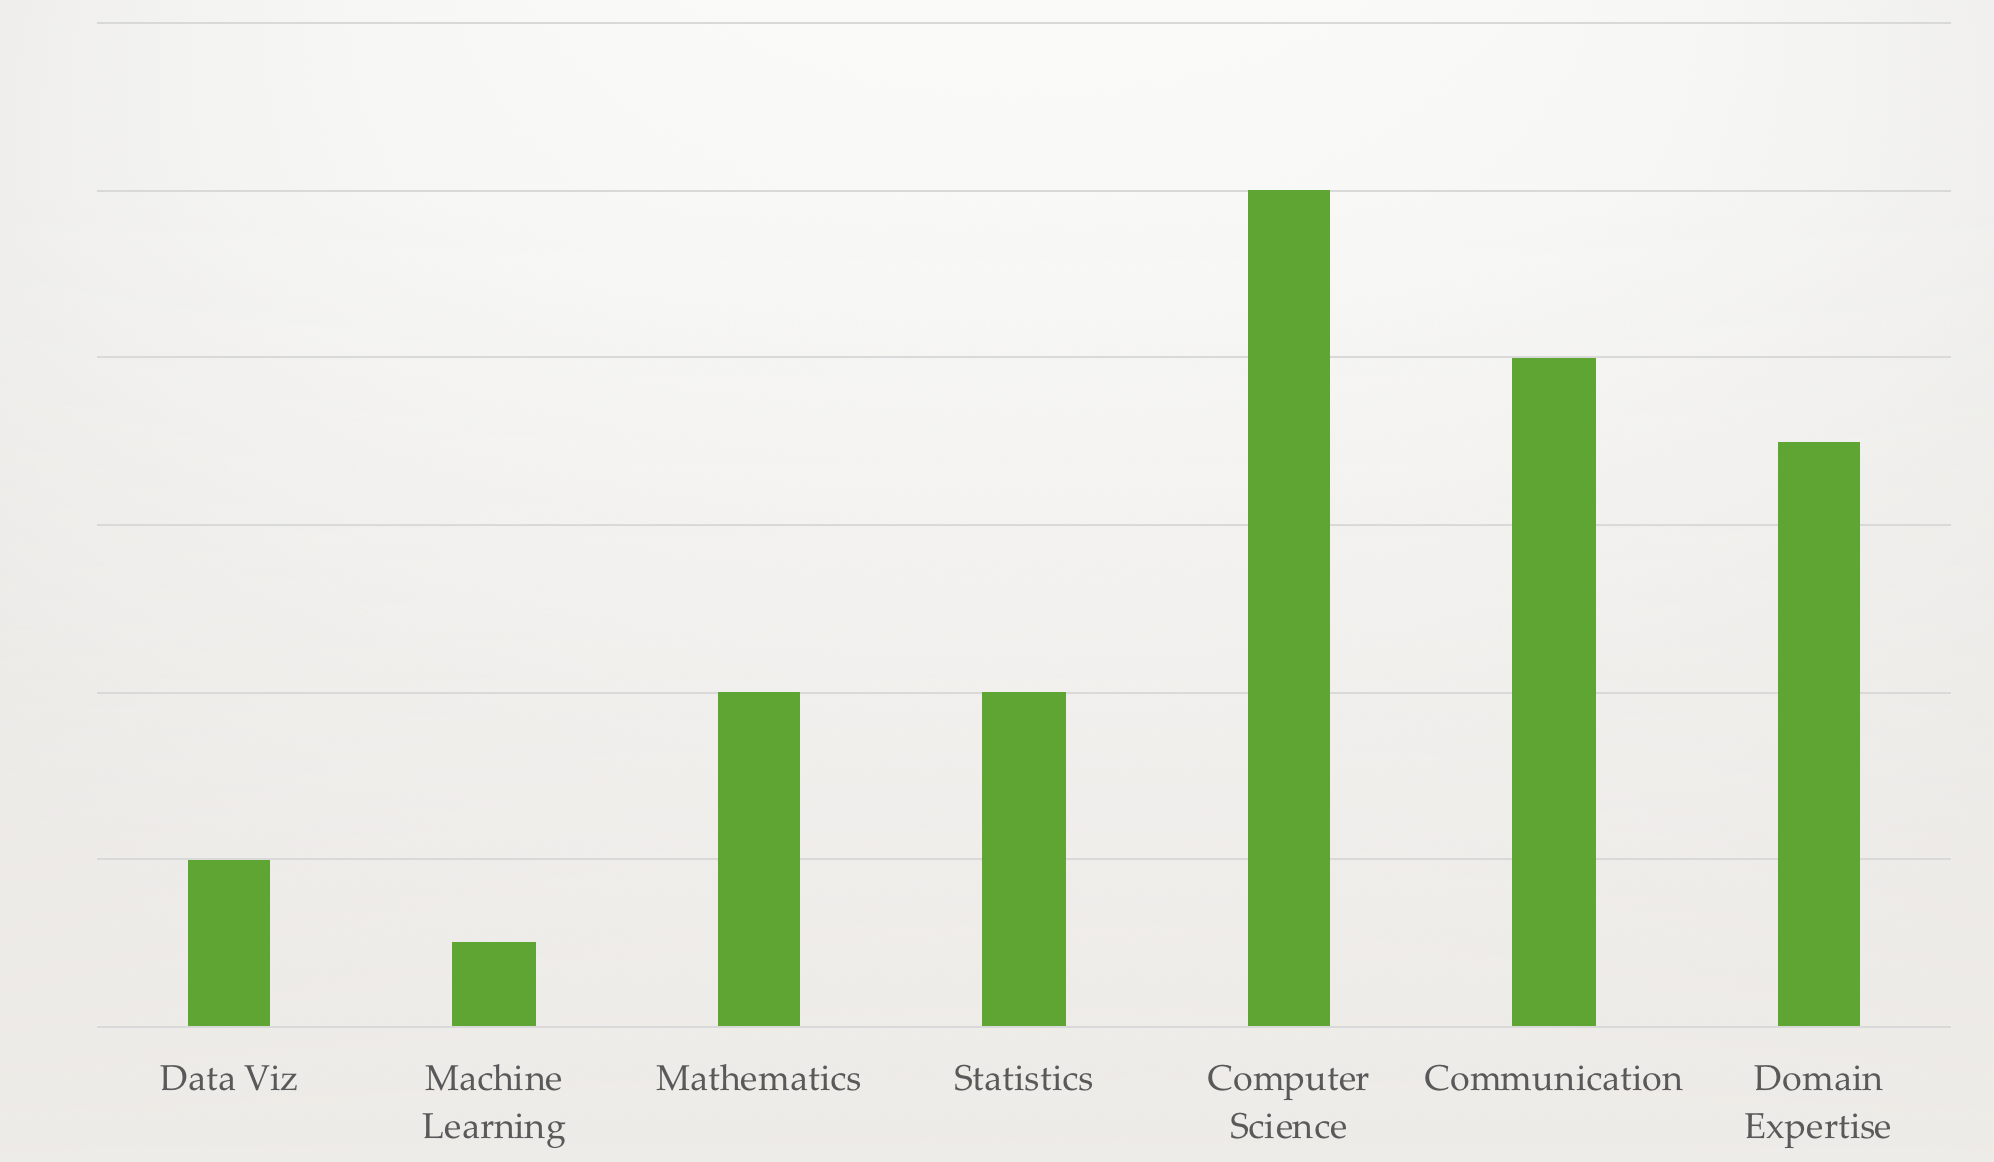 Data Viz
Machine
Learning
Mathematics
Statistics
Computer
Science
Communication
Domain
Expertise